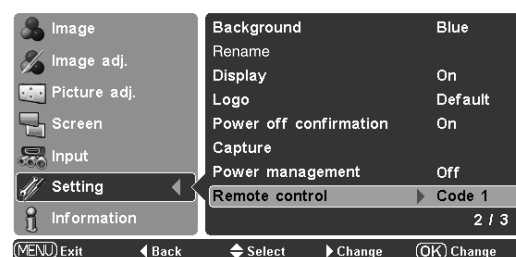 Image
Image adj.
Picture adj.
Screen
Input
Setting
Information
Background Blue
Rename
Display On
Logo Default
Power off confirmation On
Capture
Power management Off
Remote control Code 1
2 / 3
MENU Exit Back Select Change OK Change